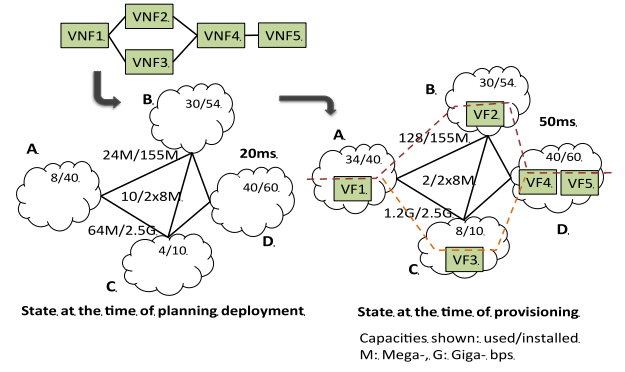 VNF1.
VNF2.
VNF3.
VNF4.
VNF5.
A.
B.
C.
D.
8/40.
30/54.
40/60.
4/10.
24M/155M.
10/2x8M.
64M/2.5G.
20ms.
State at the time of planning deployment.
A.
B.
C.
D.
34/40.
30/54.
40/60.
8/10.
VF1.
VF2.
VF3.
VF4.
VF5.
128/155M.
2/2x8M.
1.2G/2.5G.
50ms.
State at the time of provisioning.
Capacities shown: used/installed.
M: Mega-, G: Giga- bps.